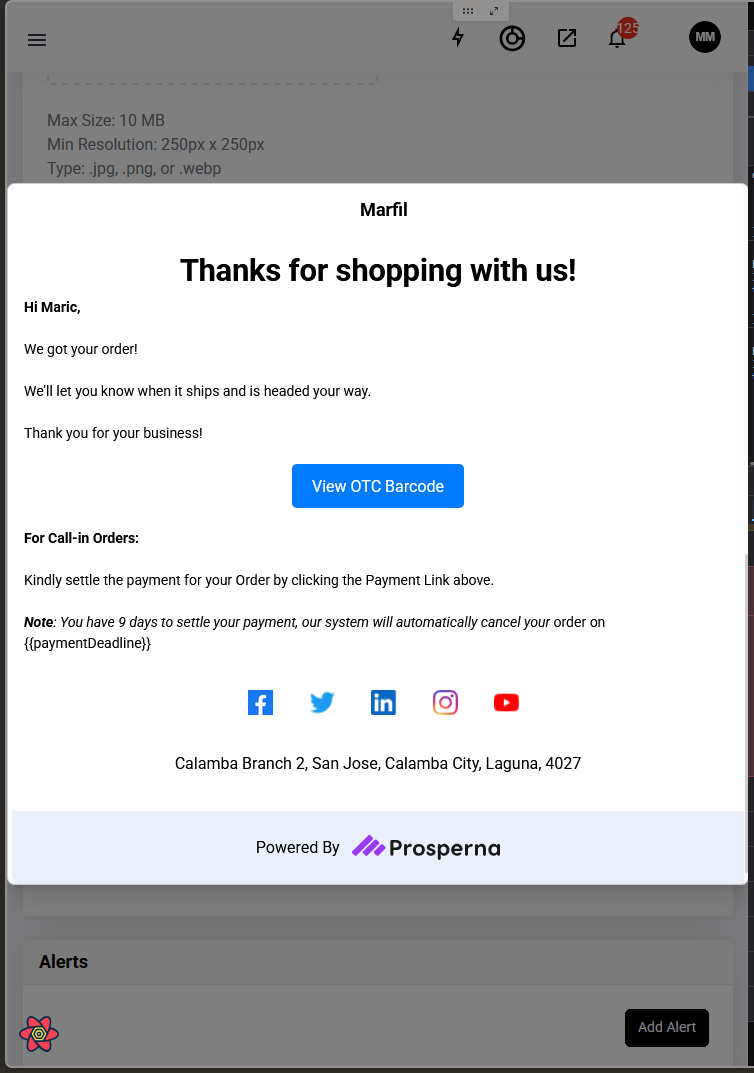 125
MM
Max Size: 10 MB
Min Resolution: 250px x 250px
Type: .jpg, .png, or .webp
Marfil
Thanks for shopping with us!
Hi Maric,
We got your order!
We'll let you know when it ships and is headed your way.
Thank you for your business!
View OTC Barcode
For Call-in Orders:
Kindly settle the payment for your Order by clicking the Payment Link above.
Note: You have 9 days to settle your payment, our system will automatically cancel your order on
{{paymentDeadline}}
Calamba Branch 2, San Jose, Calamba City, Laguna, 4027
Powered By Prosperna
Alerts
Add Alert